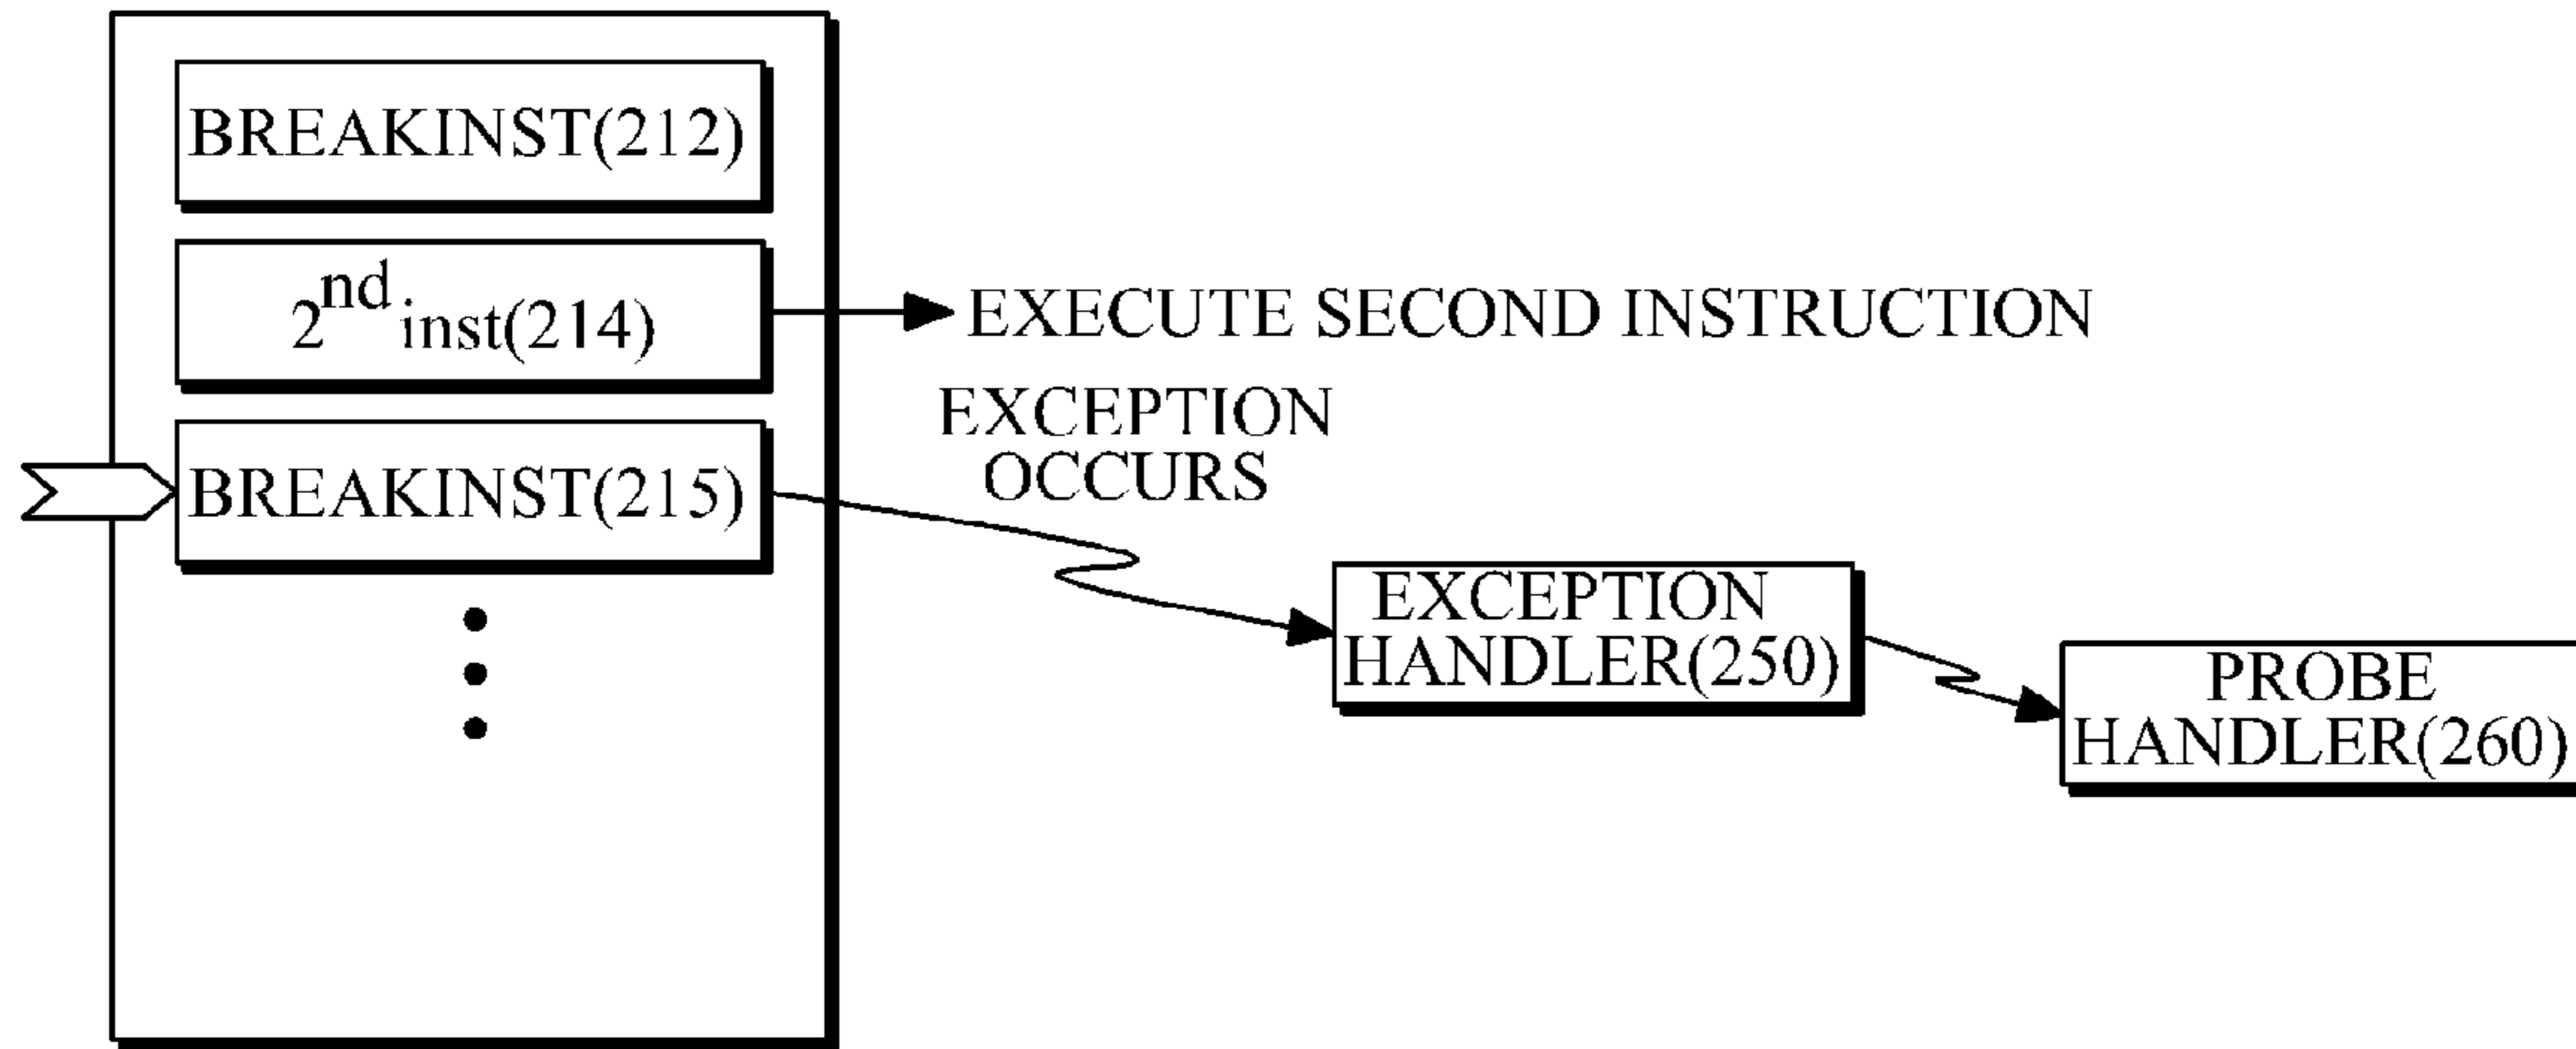 BREAKINST(212)
2nd inst(214)
EXECUTE SECOND INSTRUCTION
EXCEPTION
OCCURS
BREAKINST(215)
EXCEPTION
HANDLER(250)
PROBE
HANDLER(260)